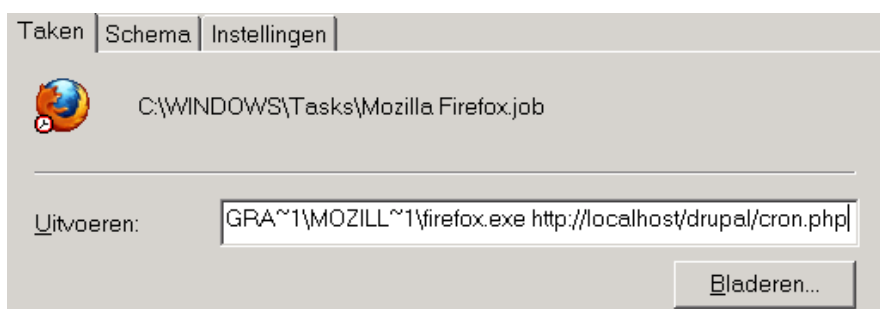 Taken Schema Instellingen
C:\WINDOWS\Tasks\Mozilla Firefox.job
Uitvoeren: GRA~1\MOZILL~1\firefox.exe http://localhost/drupal/cron.php
Bladeren...